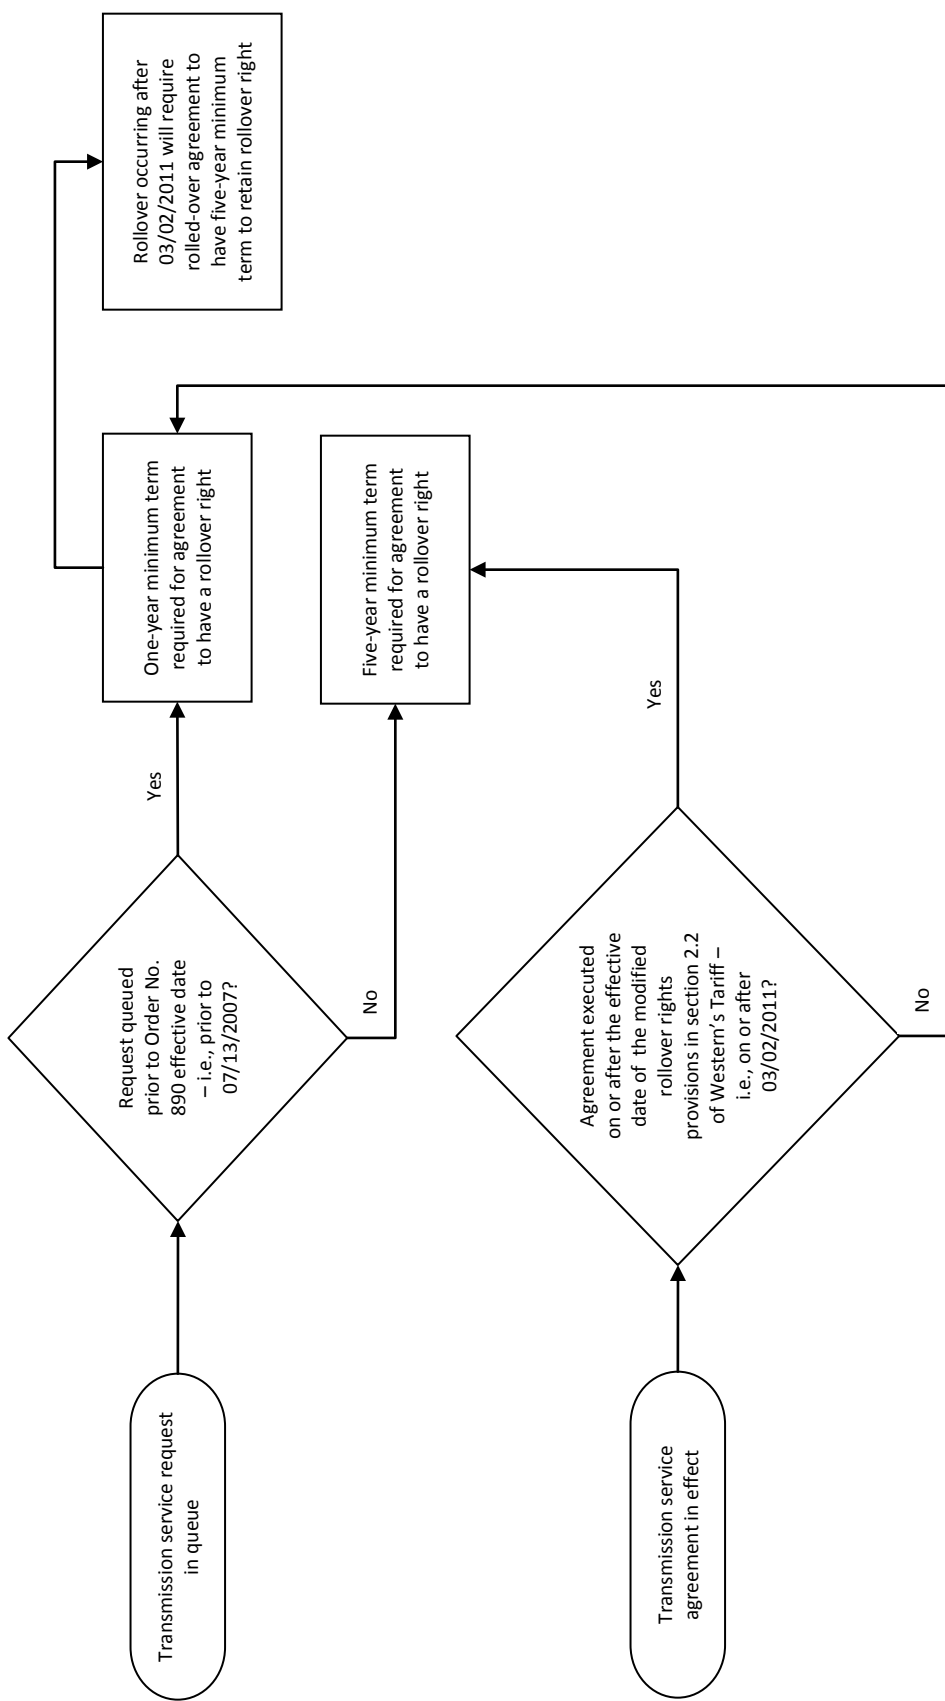 Transmission service request
in queue
Request queued
prior to Order No.
890 effective date
– i.e., prior to
07/13/2007?
Yes
No
One-year minimum term
required for agreement
to have a rollover right
Rollover occurring after
03/02/2011 will require
rolled-over agreement to
have five-year minimum
term to retain rollover right
Five-year minimum term
required for agreement
to have a rollover right
Transmission service
agreement in effect
Agreement executed
on or after the effective
date of the modified
rollover rights
provisions in section 2.2
of Western's Tariff –
i.e., on or after
03/02/2011?
Yes
No